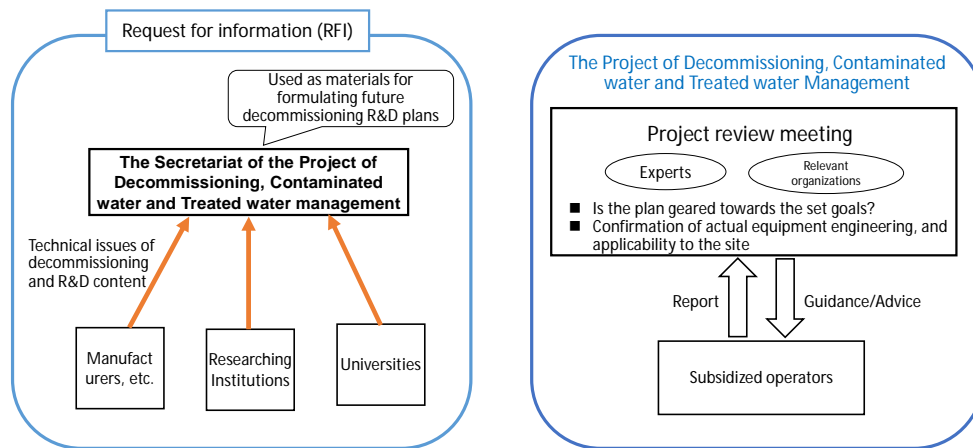 Request for information (RFI)
Used as materials for
formulating future
decommissioning R&D plans
The Secretariat of the Project of
Decommissioning, Contaminated
water and Treated water management
Technical issues of
decommissioning
and R&D content
Manufact
urers, etc.
Researching
Institutions
Universities
The Project of Decommissioning, Contaminated
water and Treated water Management
Project review meeting
Experts
Relevant
organizations
■ Is the plan geared towards the set goals?
■ Confirmation of actual equipment engineering, and
applicability to the site
Report
Guidance/Advice
Subsidized operators